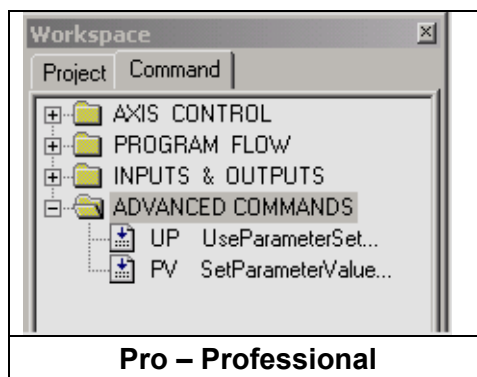 Workspace
Project Command
AXIS CONTROL
PROGRAM FLOW
INPUTS & OUTPUTS
ADVANCED COMMANDS
UP UseParameterSet...
PV SetParameterValue...
Pro – Professional